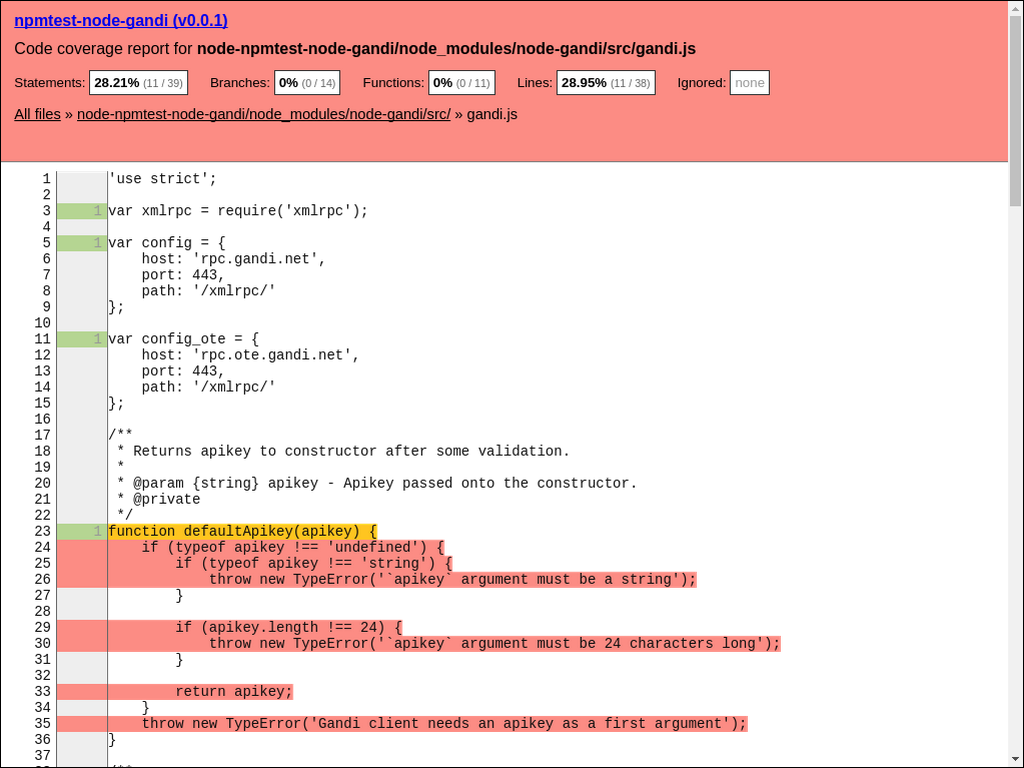 npmtest-node-gandi (v0.0.1)
Code coverage report for node-npmtest-node-gandi/node_modules/node-gandi/src/gandi.js
Statements: 28.21% (11 / 39) Branches: 0% (0 / 14) Functions: 0% (0 / 11) Lines: 28.95% (11 / 38) Ignored: none
All files » node-npmtest-node-gandi/node_modules/node-gandi/src/ » gandi.js
1 'use strict';
2
3 1 var xmlrpc = require('xmlrpc');
4
5 1 var config = {
6 host: 'rpc.gandi.net',
7 port: 443,
8 path: '/xmlrpc/'
9 };
10
11 1 var config_ote = {
12 host: 'rpc.ote.gandi.net',
13 port: 443,
14 path: '/xmlrpc/'
15 };
16
17 /**
18 * Returns apikey to constructor after some validation.
19 *
20 * @param {string} apikey - Apikey passed onto the constructor.
21 * @private
22 */
23 1 function defaultApikey(apikey) {
24 if (typeof apikey !== 'undefined') {
25 if (typeof apikey !== 'string') {
26 throw new TypeError('`apikey` argument must be a string');
27 }
28
29 if (apikey.length !== 24) {
30 throw new TypeError('`apikey` argument must be 24 characters long');
31 }
32
33 return apikey;
34 }
35 throw new TypeError('Gandi client needs an apikey as a first argument');
36 }
37